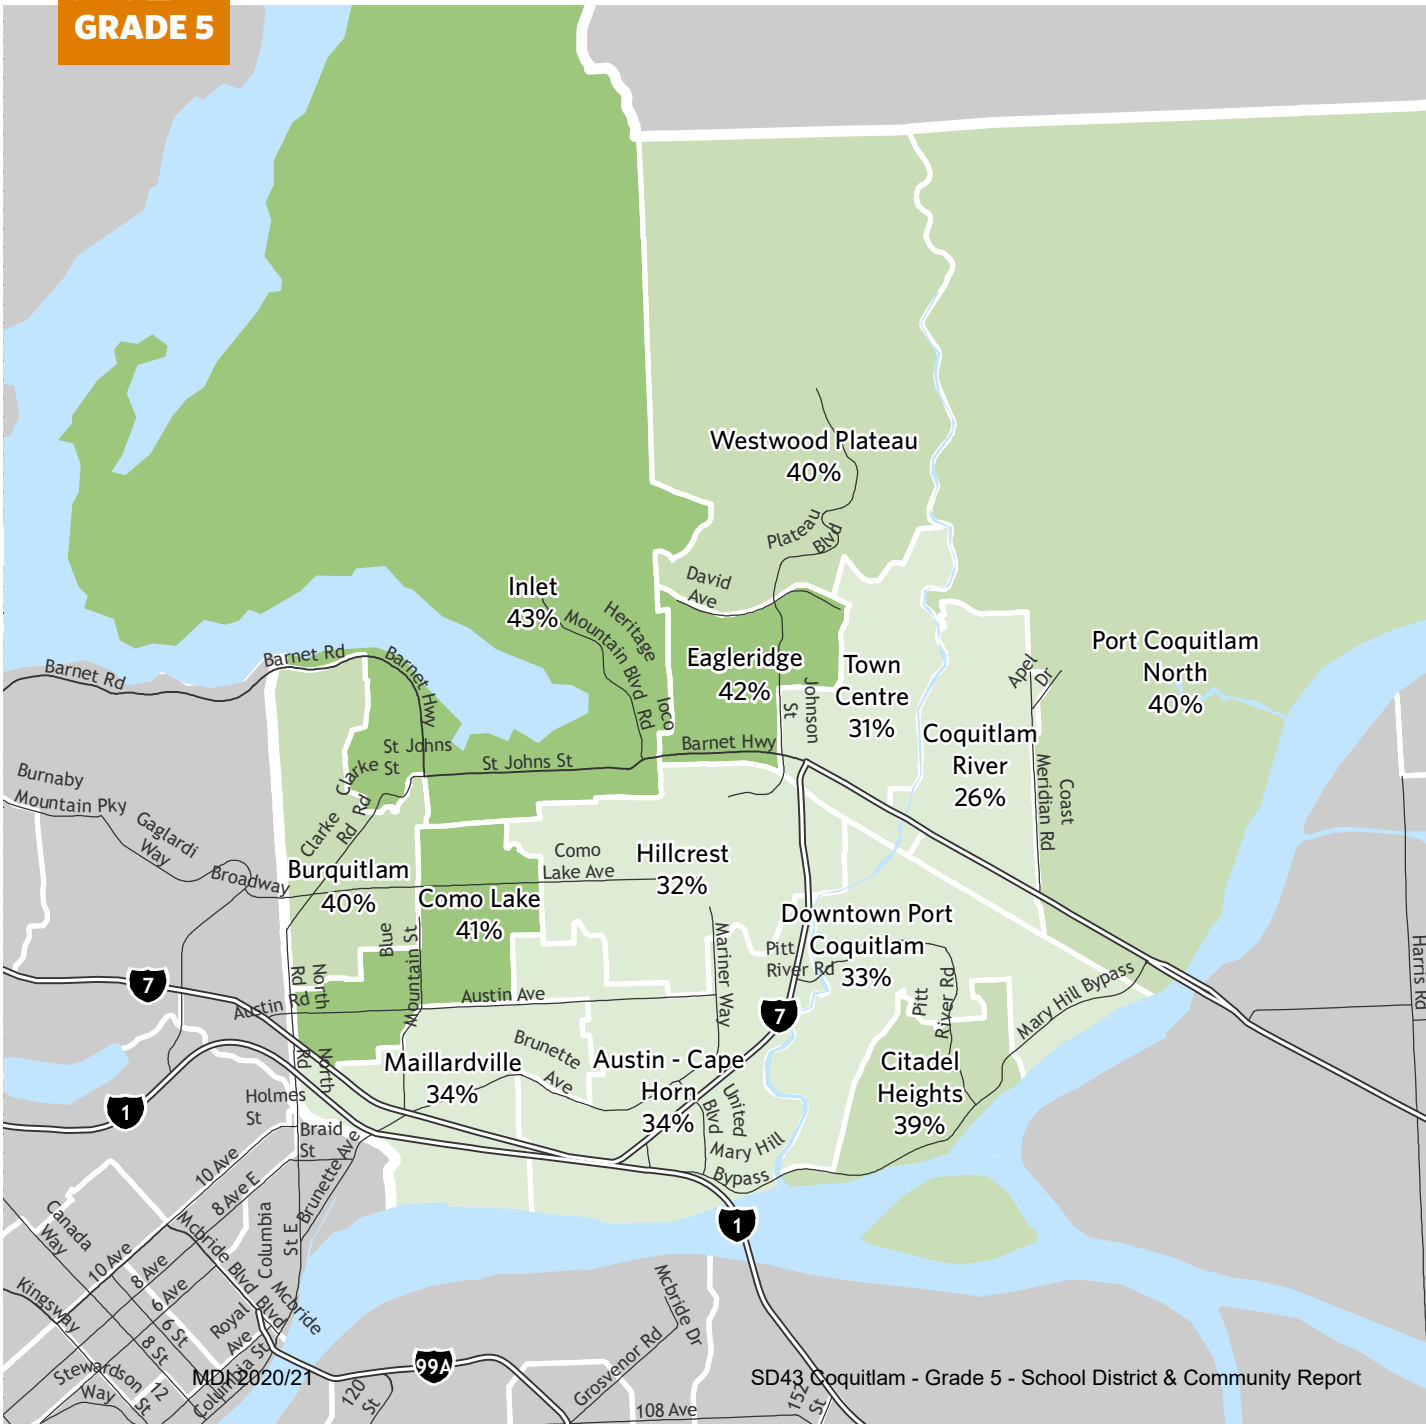 GRADE 5
Westwood Plateau
40%
Plateau
Blvd
David
Ave
Inlet
43%
Heritage
Mountain Blvd
Rd
Ioco
Eagleridge
42%
Town
Centre
31%
Johnson
St
Apel
Dr
Port Coquitlam
North
40%
Barnet Rd
Barnet Rd
Barnet Hwy
St Johns
St
St Johns St
Barnet Hwy
Coquitlam
River
26%
Coast
Meridian Rd
Burnaby
Mountain Pky
Gaglardi
Way
Broadway
Clarke
Rd
Clarke
Rd
Burquitlam
40%
Como
Lake Ave
Hillcrest
32%
Como Lake
41%
Blue
Mountain St
Downtown Port
Coquitlam
33%
Pitt
River Rd
Mariner Way
Pitt
River Rd
Mary Hill Bypass
Harris Rd
7
North
Rd
Austin Rd
Austin Ave
7
North
Rd
Maillardville
34%
Brunette
Ave
Austin - Cape
Horn
34%
Citadel
Heights
39%
United
Blvd
Mary Hill
Bypass
1
Holmes
St
Braid
St
Brunette Ave
10 Ave
8 Ave E
Columbia
St E
1
Canada
Way
Mcbride Blvd
Mcbride
Blvd
10 Ave
8 Ave
6 Ave
Kingsway
6 St
8 St
Royal
Ave
Columbia St
Stewardson
Way
12
St
99A
120
St
Mcbride Dr
Grosvenor Rd
108 Ave
152
St
MDI 2020/21
SD43 Coquitlam - Grade 5 - School District & Community Report